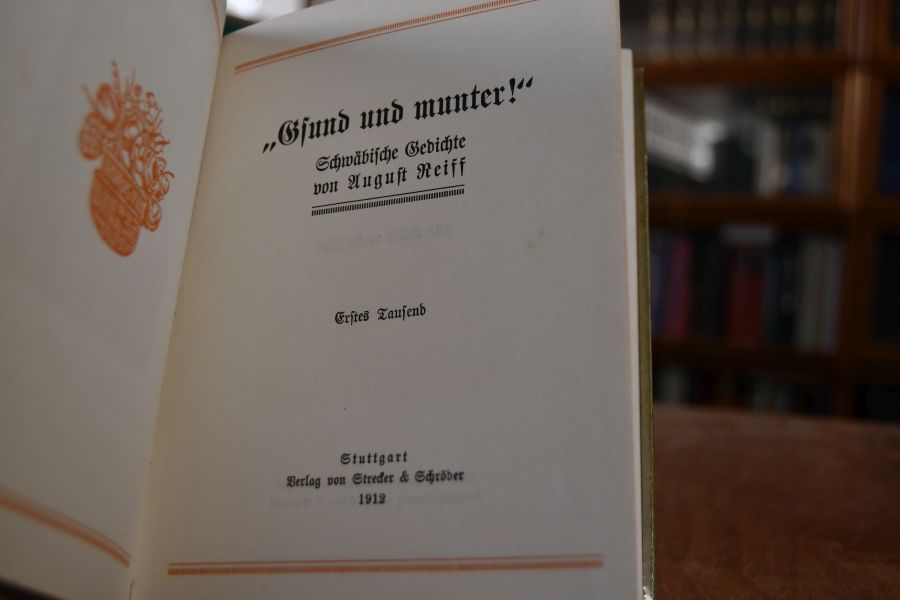 „Gsund und munter!“
Schwäbische Gedichte
von August Reiff
Erstes Tausend
Stuttgart
Verlag von Strecker & Schröder
1912